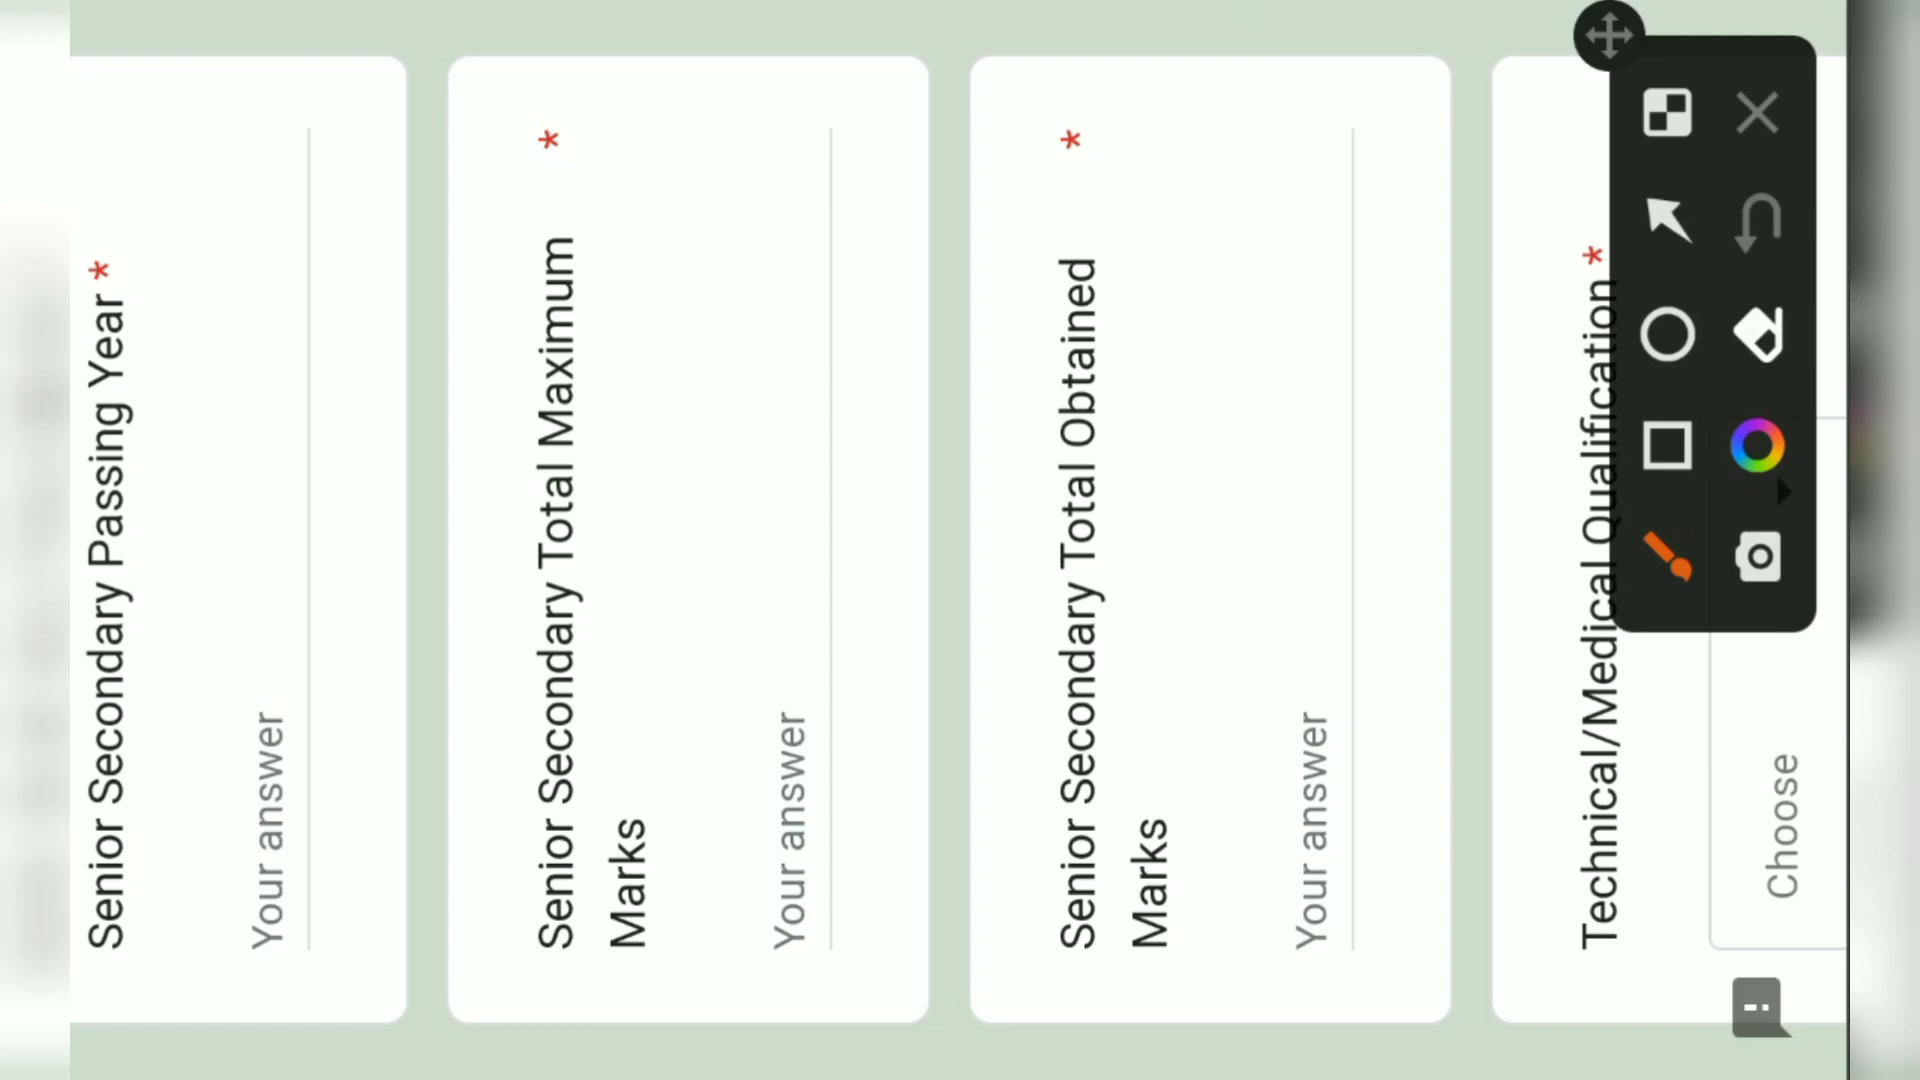 Senior Secondary Passing Year *
Your answer
Senior Secondary Total Maximum *
Marks
Your answer
Senior Secondary Total Obtained *
Marks
Your answer
Technical/Medical Qualification *
Choose